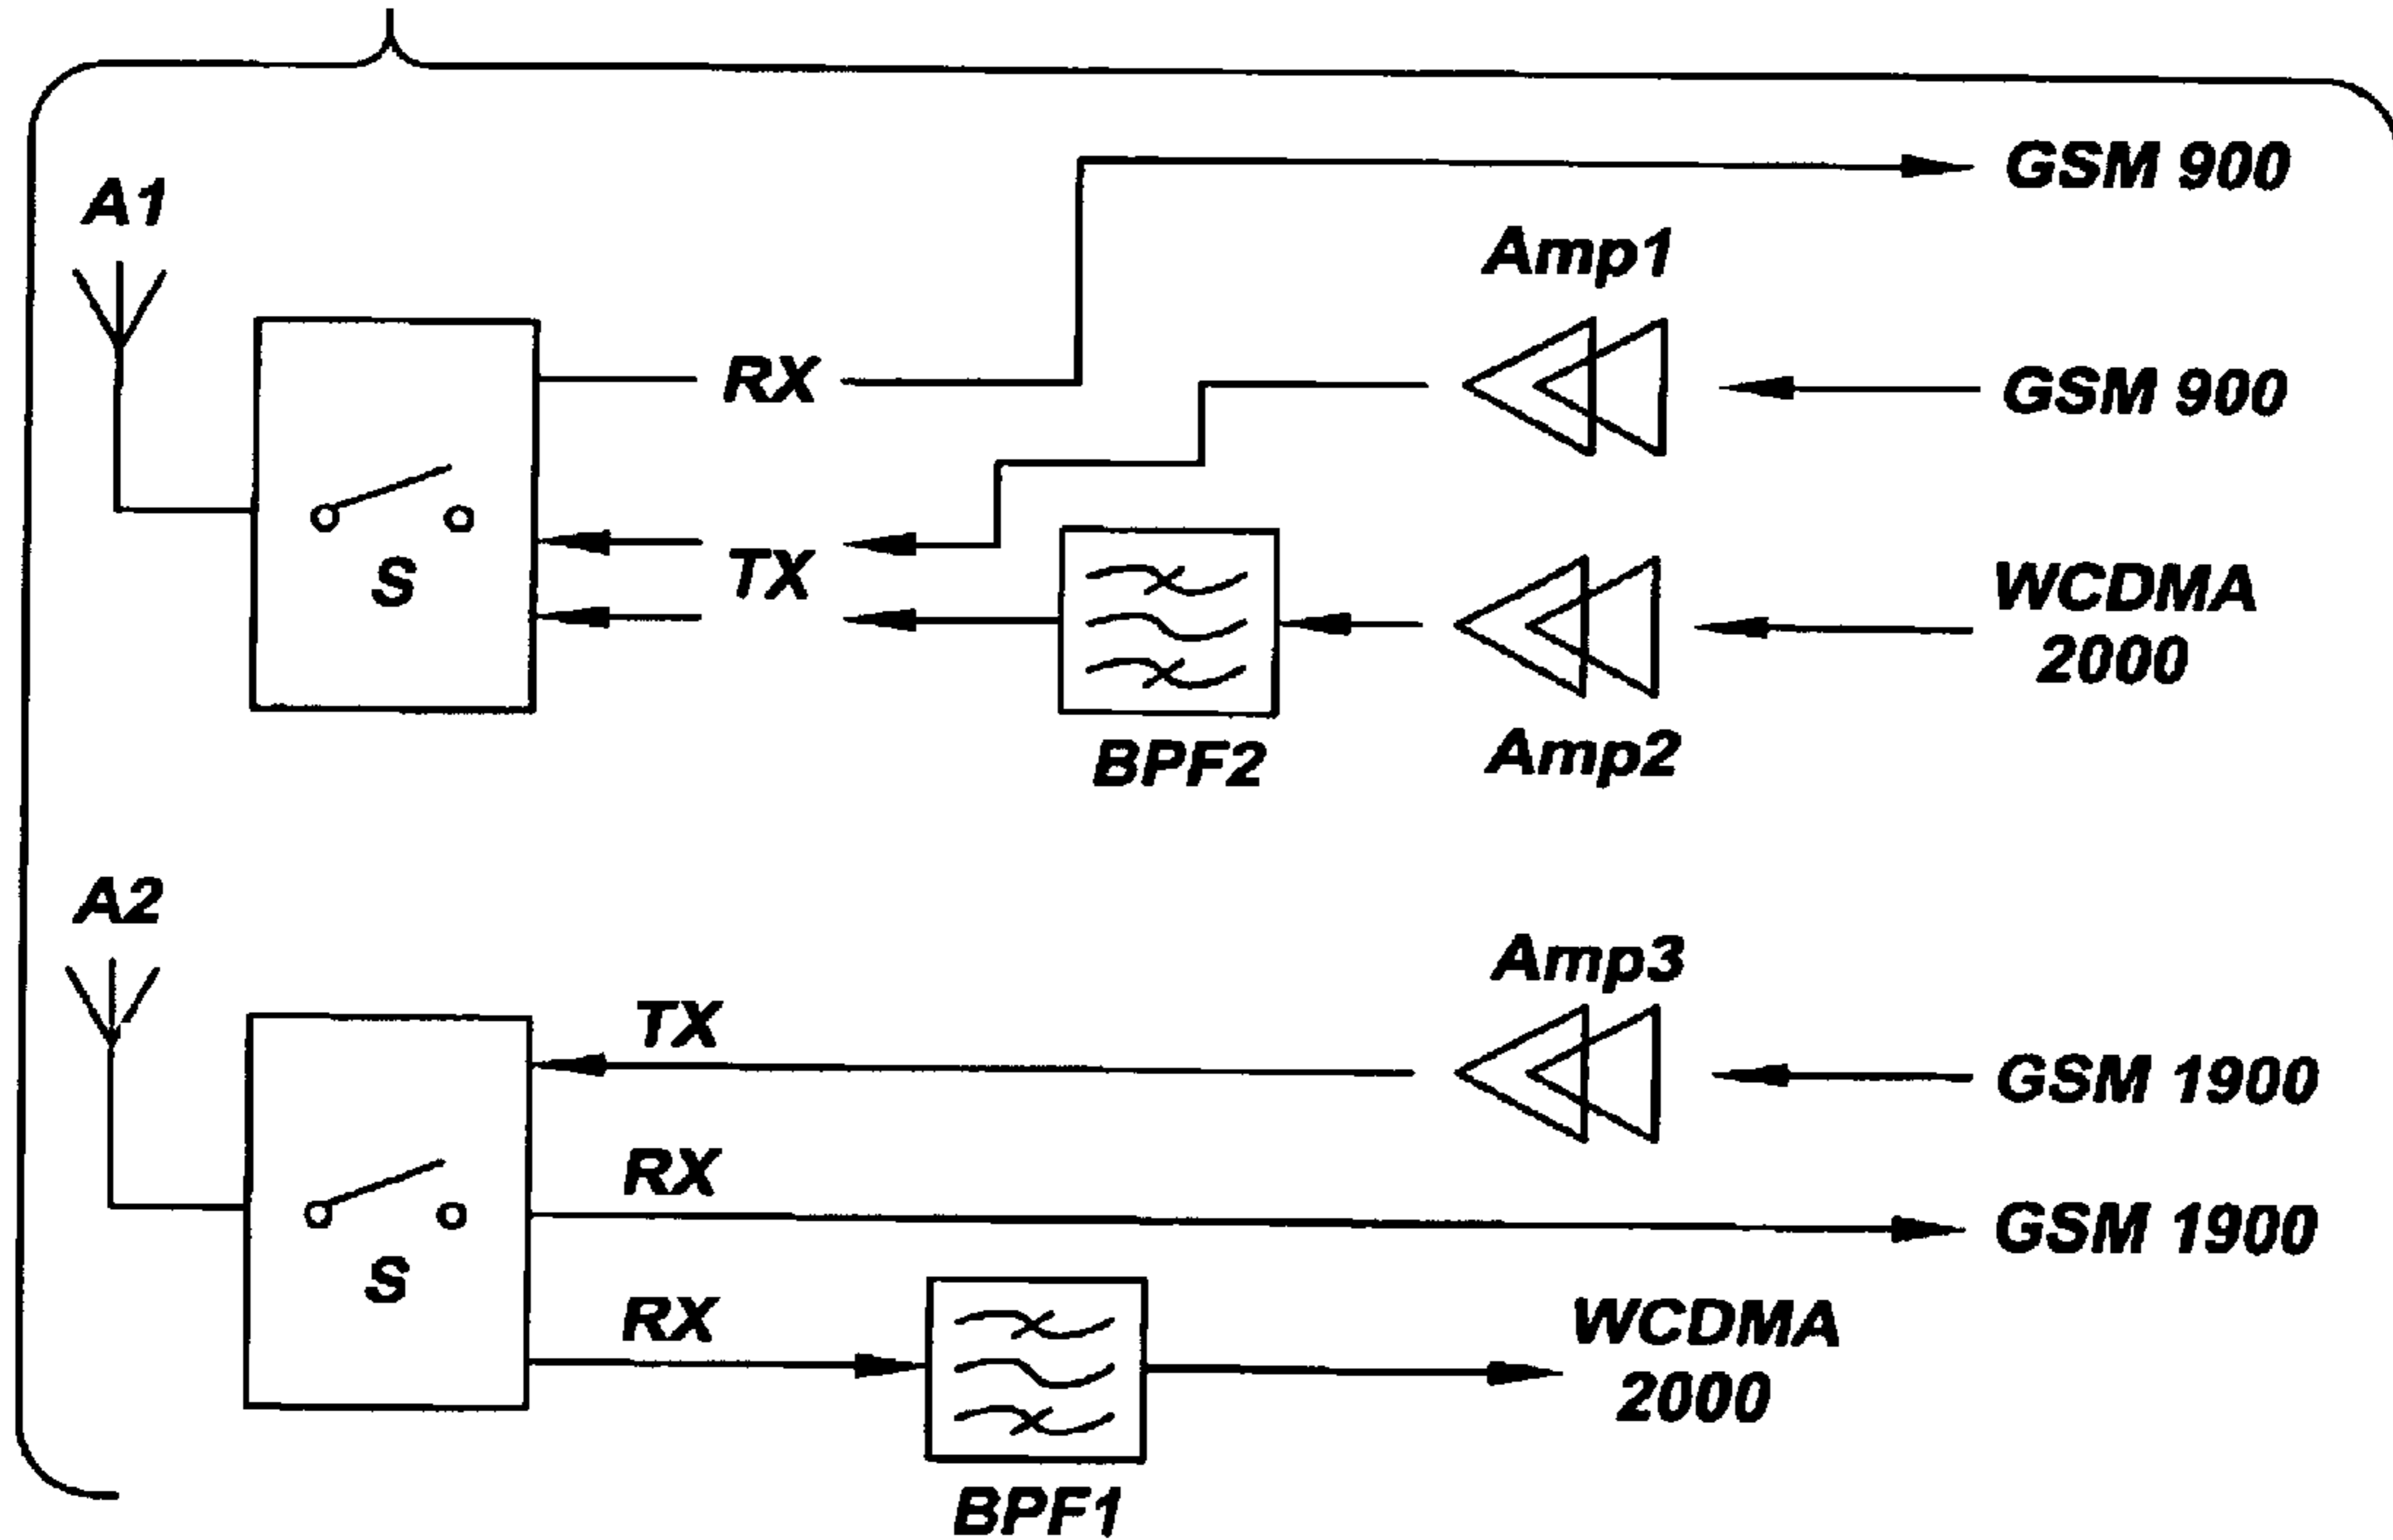 GSM 900
A1
Amp1
RX
GSM 900
TX
S
WCDMA
2000
BPF2
Amp2
A2
Amp3
TX
GSM 1900
RX
GSM 1900
S
RX
WCDMA
2000
BPF1